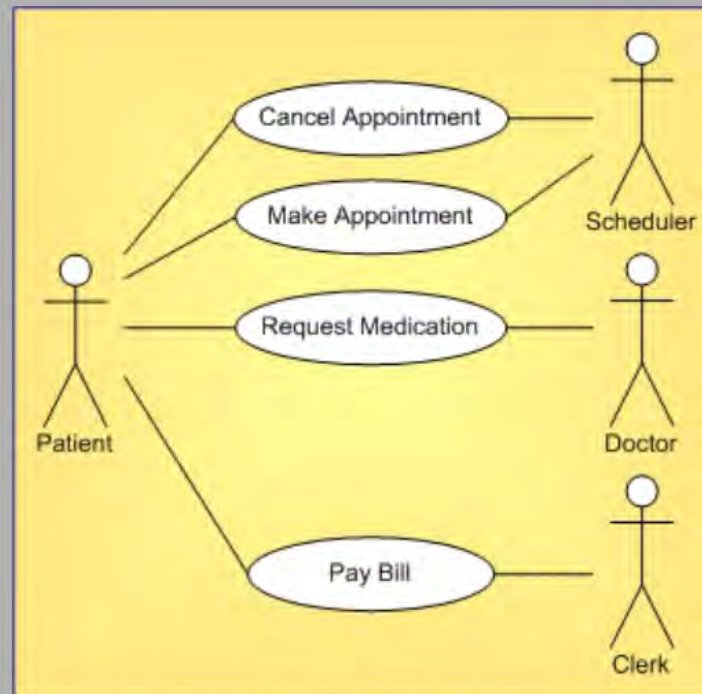 Cancel Appointment
Make Appointment
Scheduler
Request Medication
Patient
Doctor
Pay Bill
Clerk